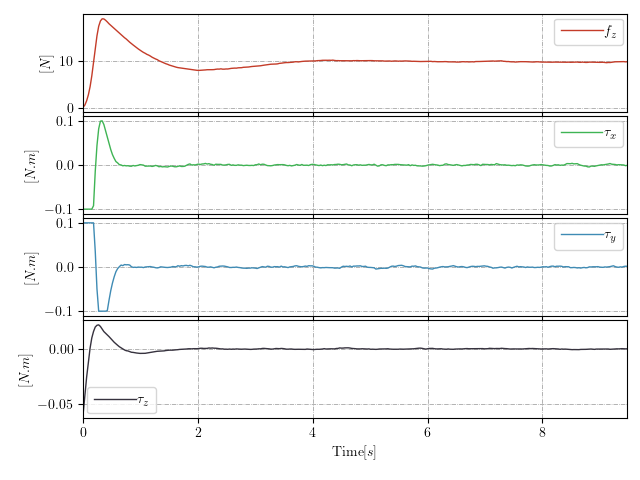 [N]
10
0
f_z
[N.m]
0.1
0.0
−0.1
τ_x
[N.m]
0.1
0.0
−0.1
τ_y
[N.m]
0.00
−0.05
τ_z
0 2 4 6 8
Time[s]